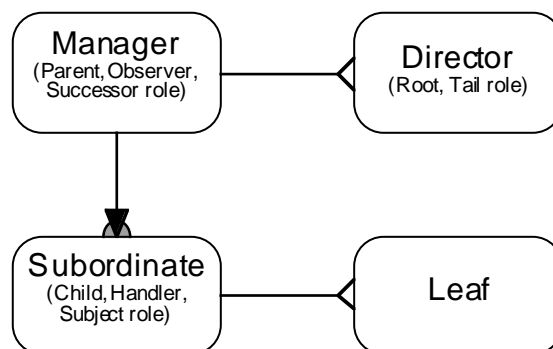 Manager
(Parent, Observer,
Successor role)
Director
(Root, Tail role)
Subordinate
(Child, Handler,
Subject role)
Leaf